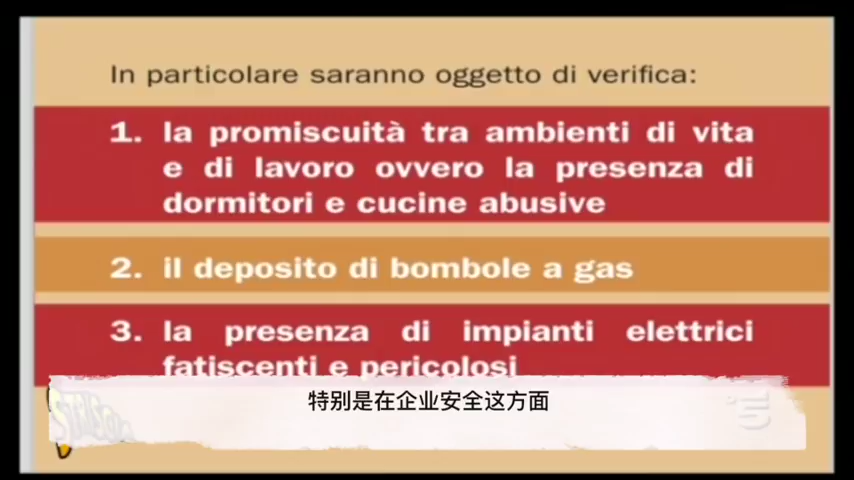 In particolare saranno oggetto di verifica:
1. la promiscuità tra ambienti di vita
e di lavoro ovvero la presenza di
dormitori e cucine abusive
2. il deposito di bombole a gas
3. la presenza di impianti elettrici
fatiscenti e pericolosi
特别是在企业安全这方面
5